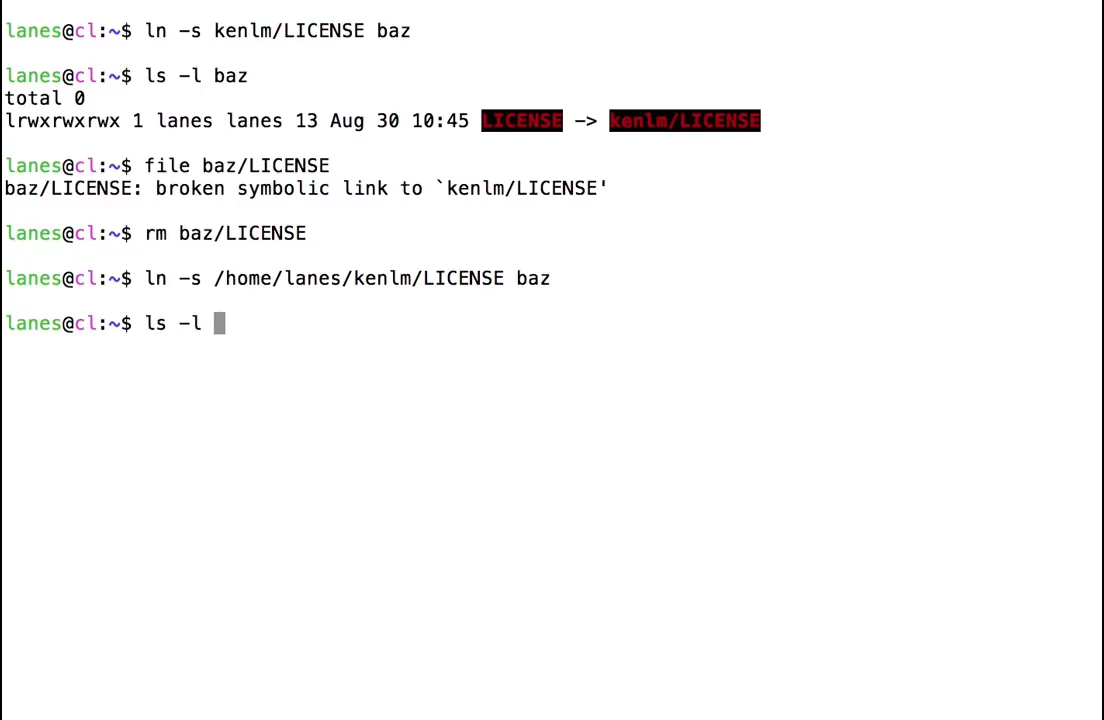 lanes@cl:~$ ln -s kenlm/LICENSE baz
lanes@cl:~$ ls -l baz
total 0
lrwxrwxrwx 1 lanes lanes 13 Aug 30 10:45 LICENSE -> kenlm/LICENSE
lanes@cl:~$ file baz/LICENSE
baz/LICENSE: broken symbolic link to `kenlm/LICENSE'
lanes@cl:~$ rm baz/LICENSE
lanes@cl:~$ ln -s /home/lanes/kenlm/LICENSE baz
lanes@cl:~$ ls -l